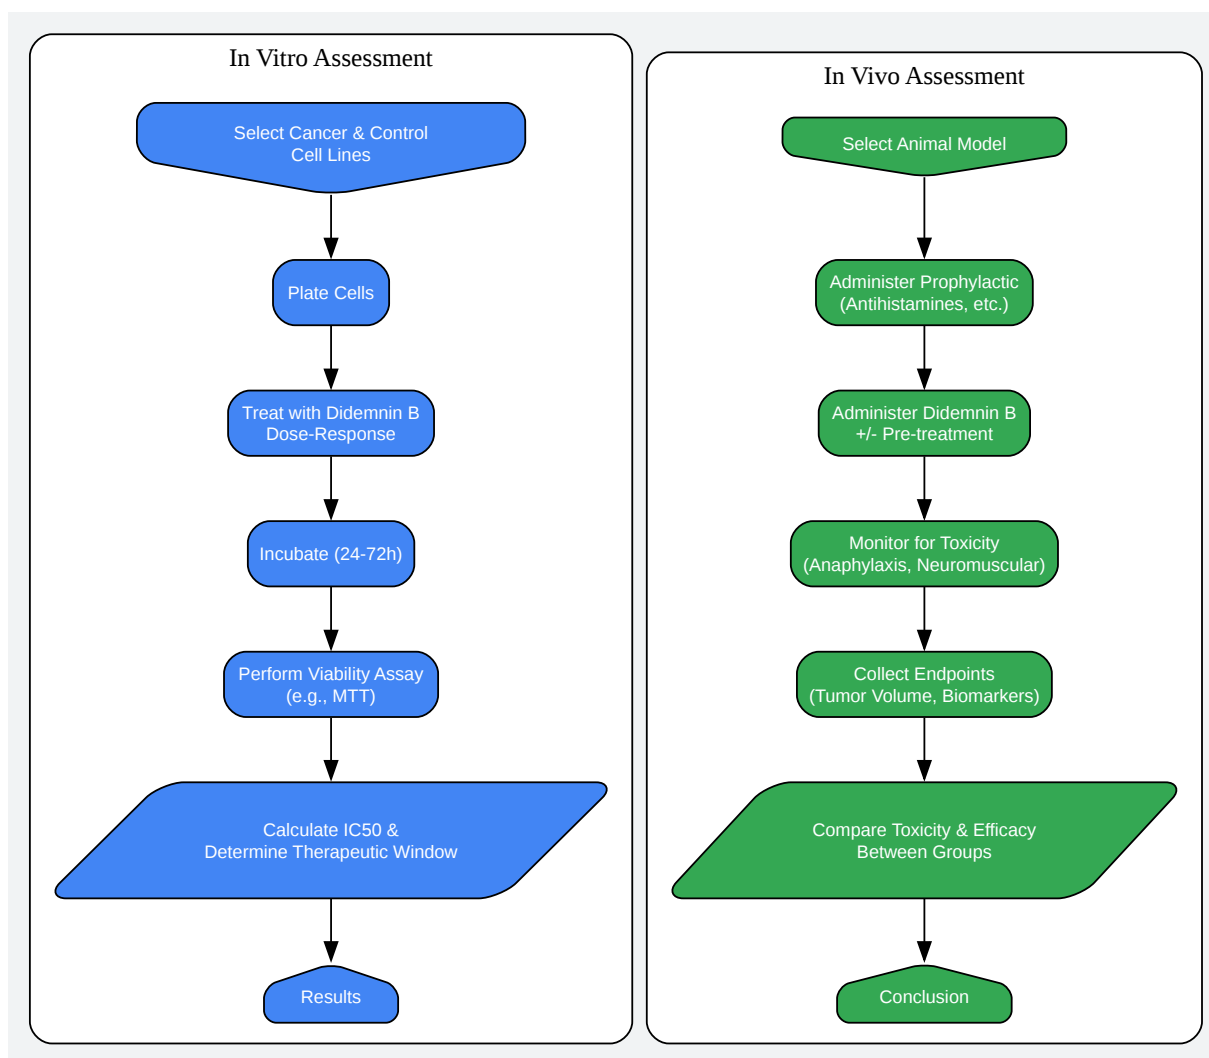 In Vitro Assessment
Select Cancer & Control
Cell Lines
Plate Cells
Treat with Didemnin B
Dose-Response
Incubate (24-72h)
Perform Viability Assay
(e.g., MTT)
Calculate IC50 &
Determine Therapeutic Window
Results
In Vivo Assessment
Select Animal Model
Administer Prophylactic
(Antihistamines, etc.)
Administer Didemnin B
+/- Pre-treatment
Monitor for Toxicity
(Anaphylaxis, Neuromuscular)
Collect Endpoints
(Tumor Volume, Biomarkers)
Compare Toxicity & Efficacy
Between Groups
Conclusion